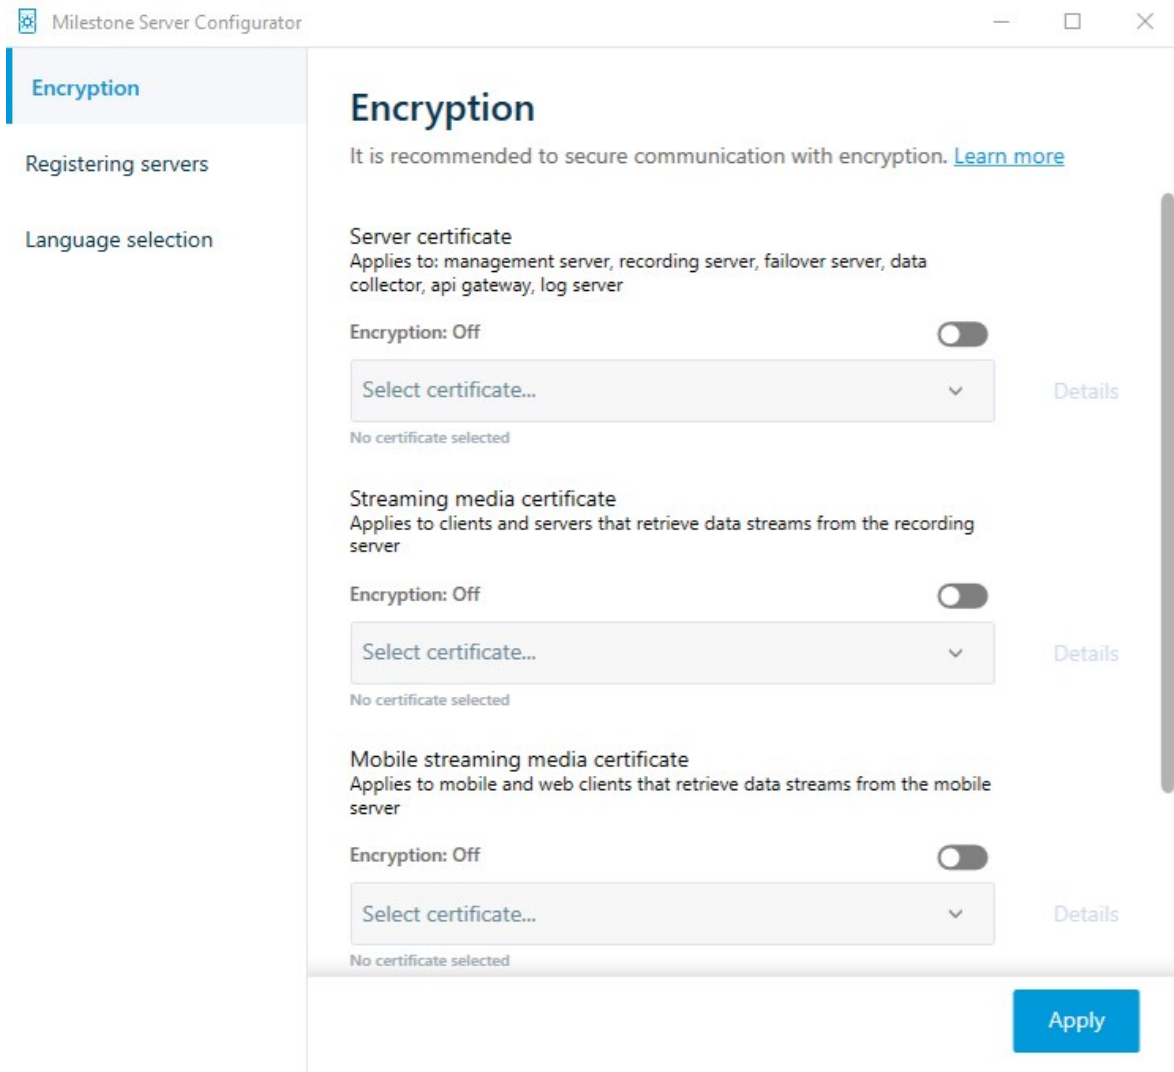 Milestone Server Configurator
Encryption
Registering servers
Language selection
Encryption
It is recommended to secure communication with encryption. Learn more
Server certificate
Applies to: management server, recording server, failover server, data
collector, api gateway, log server
Encryption: Off
Select certificate...
Details
No certificate selected
Streaming media certificate
Applies to clients and servers that retrieve data streams from the recording
server
Encryption: Off
Select certificate...
Details
No certificate selected
Mobile streaming media certificate
Applies to mobile and web clients that retrieve data streams from the mobile
server
Encryption: Off
Select certificate...
Details
No certificate selected
Apply